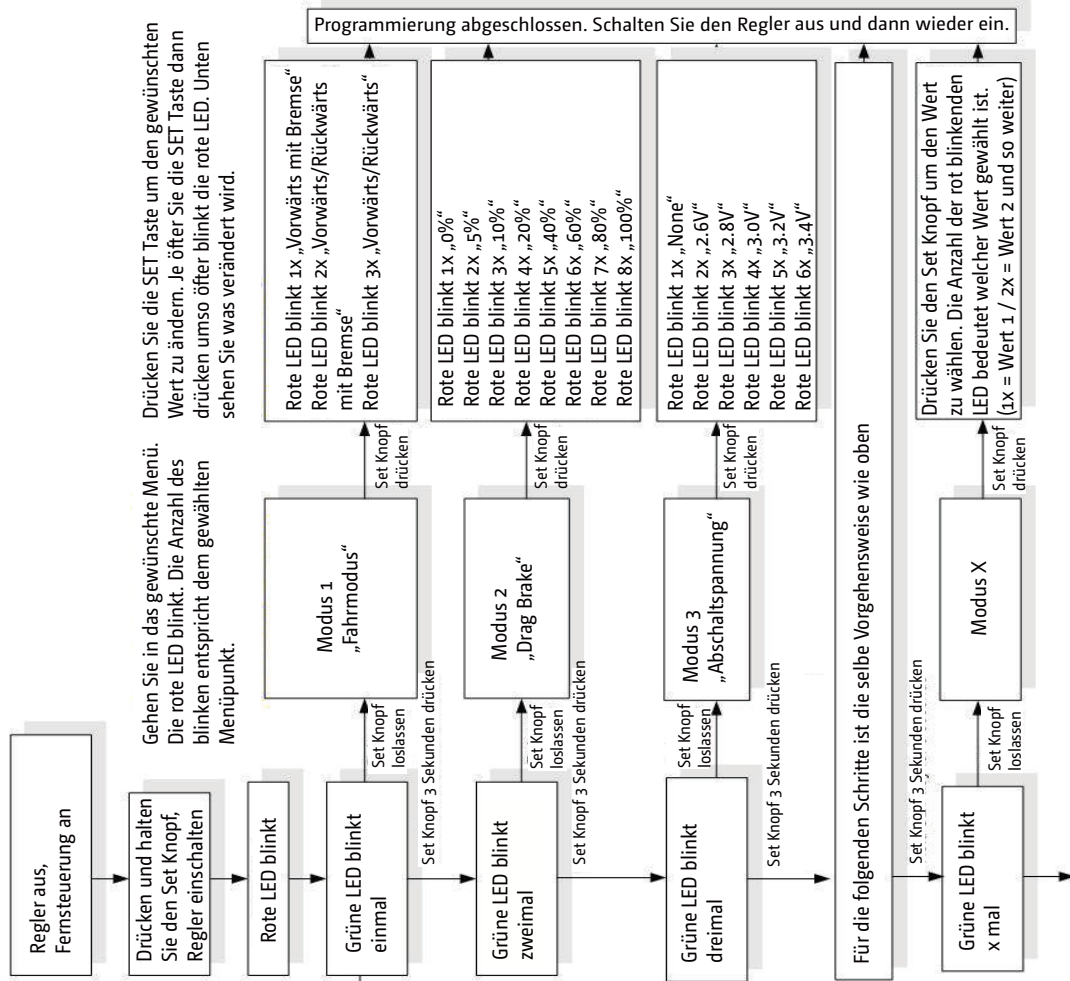 Regler aus,
Fernsteuerung an
Drücken und halten
Sie den Set Knopf,
Regler einschalten
Rote LED blinkt
Gehen Sie in das gewünschte Menü.
Die rote LED blinkt. Die Anzahl des
blinken entspricht dem gewählten
Menüpunkt.
Drücken Sie die SET Taste um den gewünschten
Wert zu ändern. Je öfter Sie die SET Taste dann
drücken umso öfter blinkt die rote LED. Unten
sehen Sie was verändert wird.
Grüne LED blinkt
einmal
Set Knopf
loslassen
Modus 1
„Fahrmodus“
Set Knopf
drücken
Rote LED blinkt 1x „Vorwärts mit Bremse“
Rote LED blinkt 2x „Vorwärts/Rückwärts
mit Bremse“
Rote LED blinkt 3x „Vorwärts/Rückwärts“
Set Knopf 3 Sekunden drücken
Grüne LED blinkt
zweimal
Set Knopf
loslassen
Modus 2
„Drag Brake“
Set Knopf
drücken
Rote LED blinkt 1x „0%“
Rote LED blinkt 2x „5%“
Rote LED blinkt 3x „10%“
Rote LED blinkt 4x „20%“
Rote LED blinkt 5x „40%“
Rote LED blinkt 6x „60%“
Rote LED blinkt 7x „80%“
Rote LED blinkt 8x „100%“
Set Knopf 3 Sekunden drücken
Grüne LED blinkt
dreimal
Set Knopf
loslassen
Modus 3
„Abschaltspannung“
Set Knopf
drücken
Rote LED blinkt 1x „None“
Rote LED blinkt 2x „2.6V“
Rote LED blinkt 3x „2.8V“
Rote LED blinkt 4x „3.0V“
Rote LED blinkt 5x „3.2V“
Rote LED blinkt 6x „3.4V“
Set Knopf 3 Sekunden drücken
Für die folgenden Schritte ist die selbe Vorgehensweise wie oben
Set Knopf 3 Sekunden drücken
Grüne LED blinkt
x mal
Set Knopf
loslassen
Modus X
Set Knopf
drücken
Drücken Sie den Set Knopf um den Wert
zu wählen. Die Anzahl der rot blinkenden
LED bedeutet welcher Wert gewählt ist.
(1x = Wert 1 / 2x = Wert 2 und so weiter)
Programmierung abgeschlossen. Schalten Sie den Regler aus und dann wieder ein.